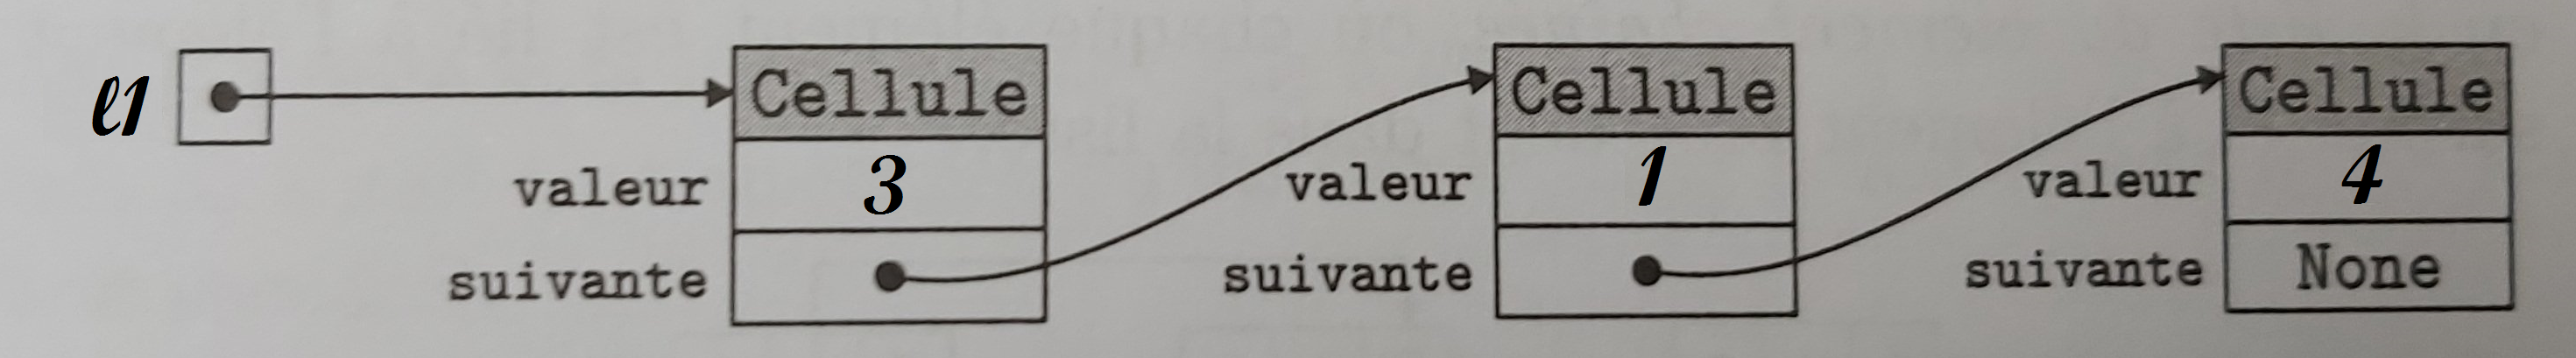 ℓ1 Cellule Cellule Cellule
valeur 3 valeur 1 valeur 4
suivante suivante suivante None